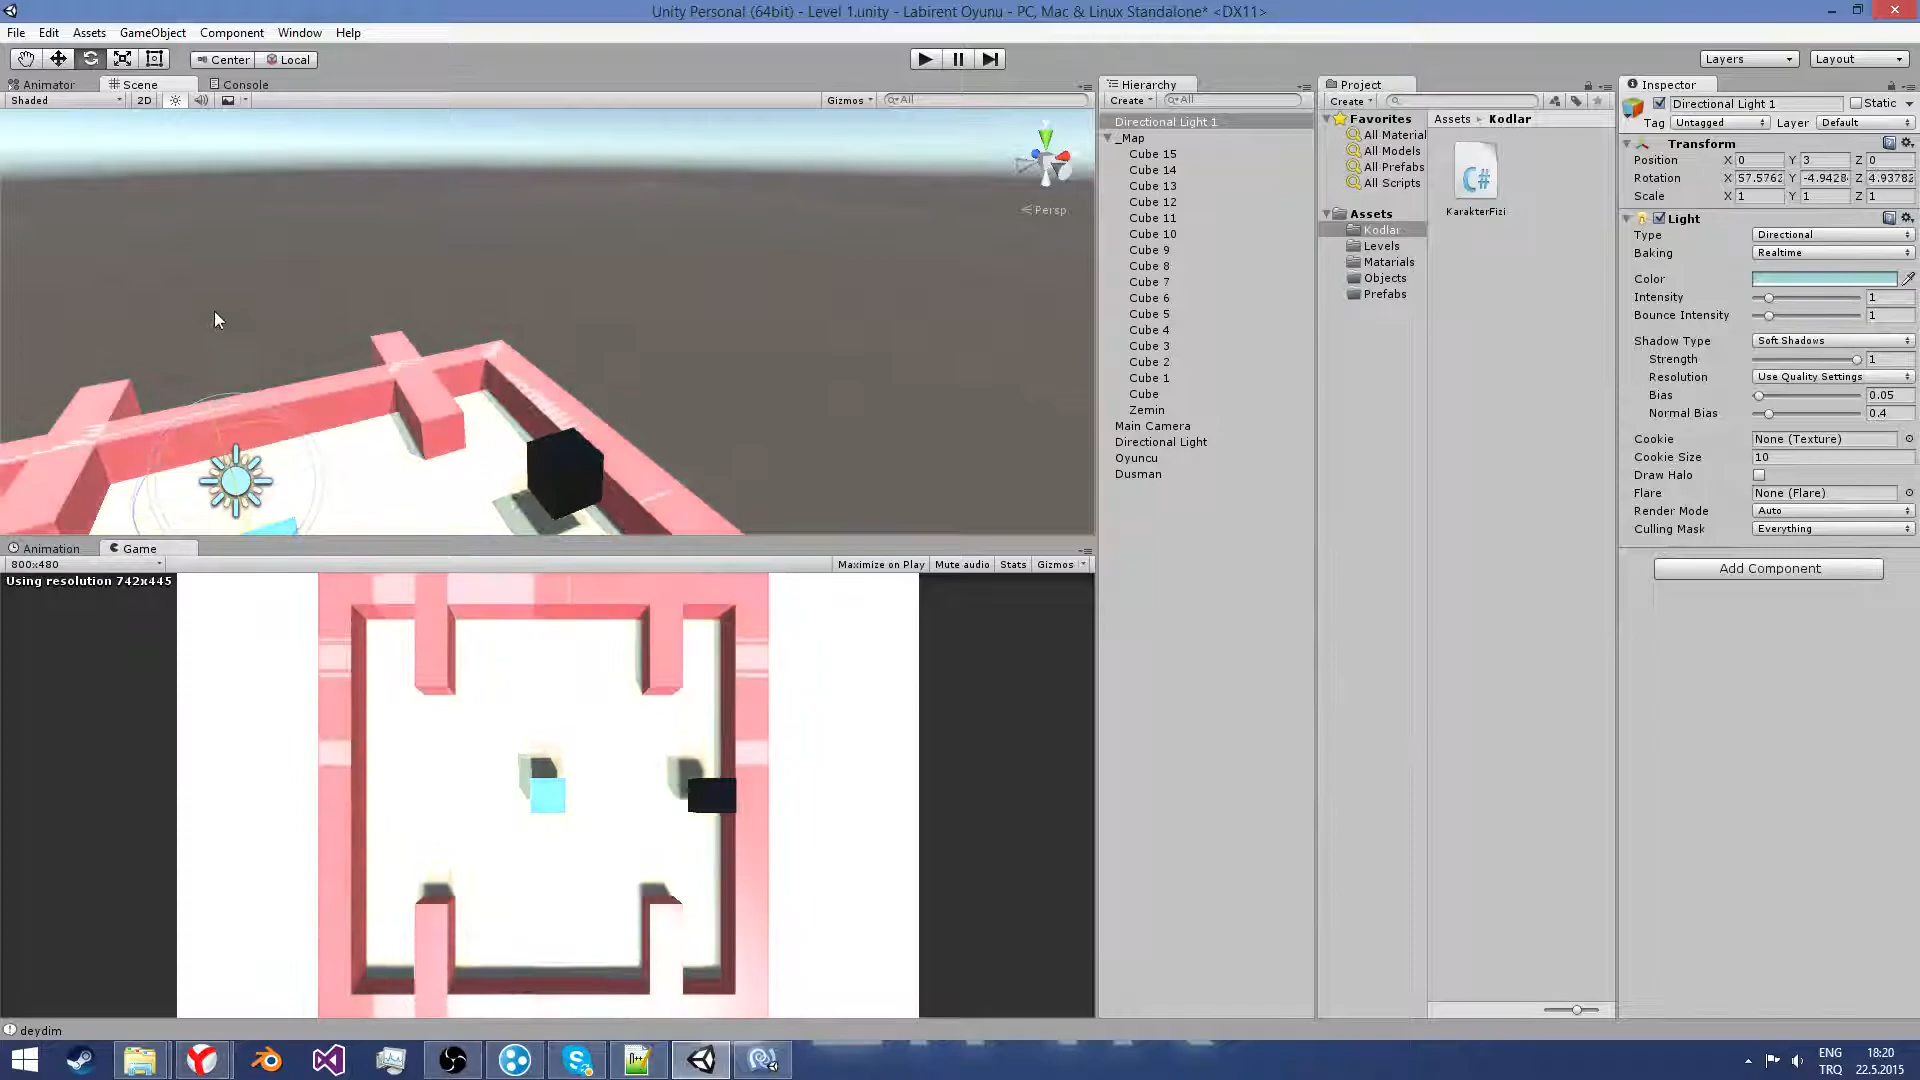 Unity Personal (64bit) - Level 1.unity - Labirent Oyunu - PC, Mac & Linux Standalone* <DX11>
File Edit Assets GameObject Component Window Help
Center Local
Layers Layout
Animator Scene Console
Shaded 2D Gizmos All
y
Persp
Animation Game
800x480 Maximize on Play Mute audio Stats Gizmos
Using resolution 742x445
Hierarchy
Create All
Directional Light 1
_Map
Cube 15
Cube 14
Cube 13
Cube 12
Cube 11
Cube 10
Cube 9
Cube 8
Cube 7
Cube 6
Cube 5
Cube 4
Cube 3
Cube 2
Cube 1
Cube
Zemin
Main Camera
Directional Light
Oyuncu
Dusman
Project
Create
Favorites
All Material
All Models
All Prefabs
All Scripts
Assets
Kodlar
Levels
Matarials
Objects
Prefabs
Assets Kodlar
C#
KarakterFizi
Inspector
Directional Light 1 Static
Tag Untagged Layer Default
Transform
Position X 0 Y 3 Z 0
Rotation X 57.5762 Y -4.9428 Z 4.93782
Scale X 1 Y 1 Z 1
Light
Type Directional
Baking Realtime
Color
Intensity 1
Bounce Intensity 1
Shadow Type Soft Shadows
Strength 1
Resolution Use Quality Settings
Bias 0.05
Normal Bias 0.4
Cookie None (Texture)
Cookie Size 10
Draw Halo
Flare None (Flare)
Render Mode Auto
Culling Mask Everything
Add Component
deydim
ENG 18:20
TRQ 22.5.2015